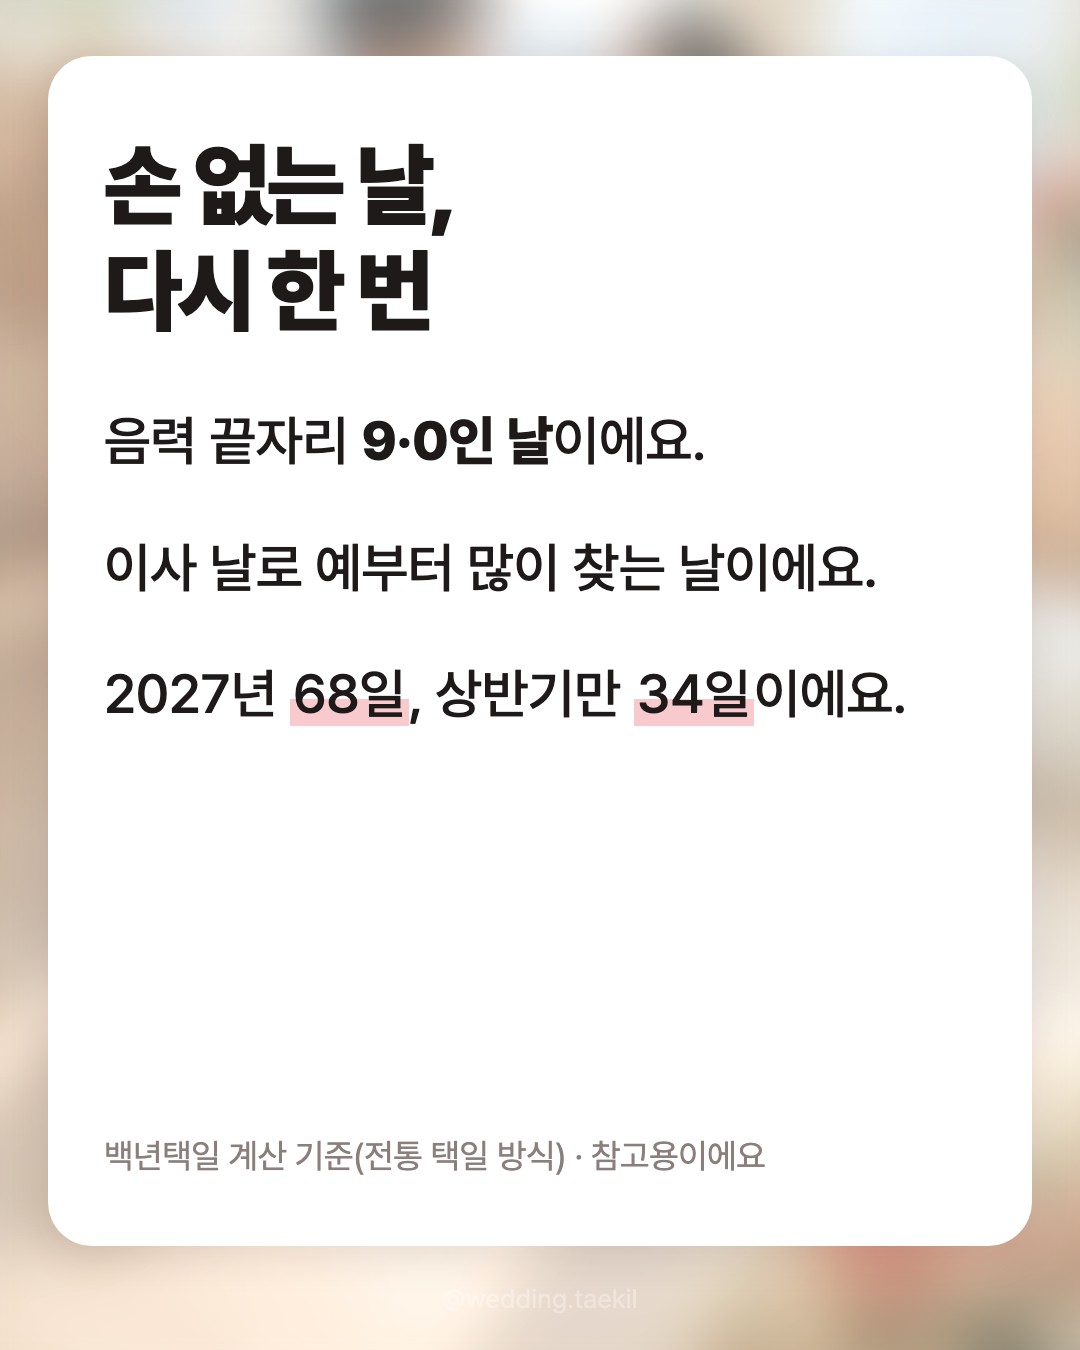 손 없는 날,
다시 한 번
음력 끝자리 9·0인 날이에요.
이사 날로 예부터 많이 찾는 날이에요.
2027년 68일, 상반기만 34일이에요.
백년택일 계산 기준(전통 택일 방식) · 참고용이에요
@wedding.taekil